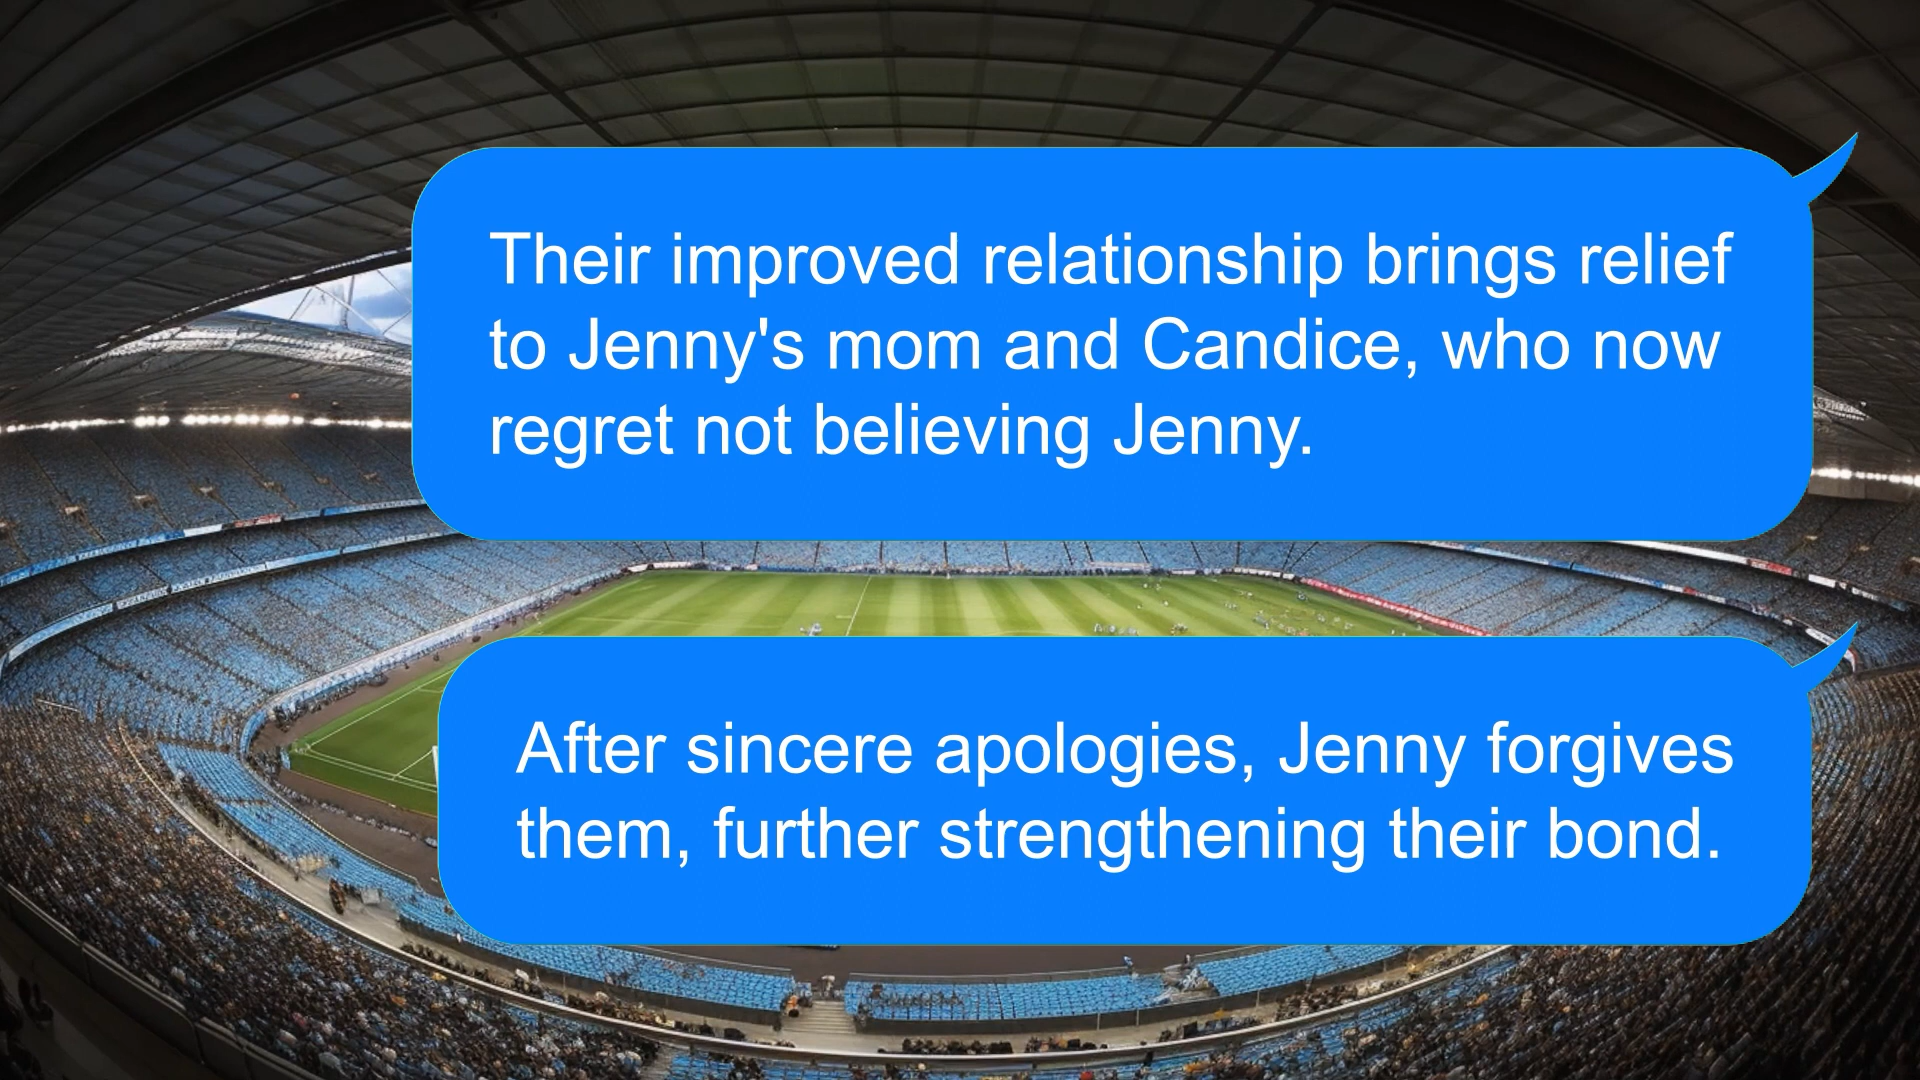 Their improved relationship brings relief
to Jenny's mom and Candice, who now
regret not believing Jenny.
After sincere apologies, Jenny forgives
them, further strengthening their bond.